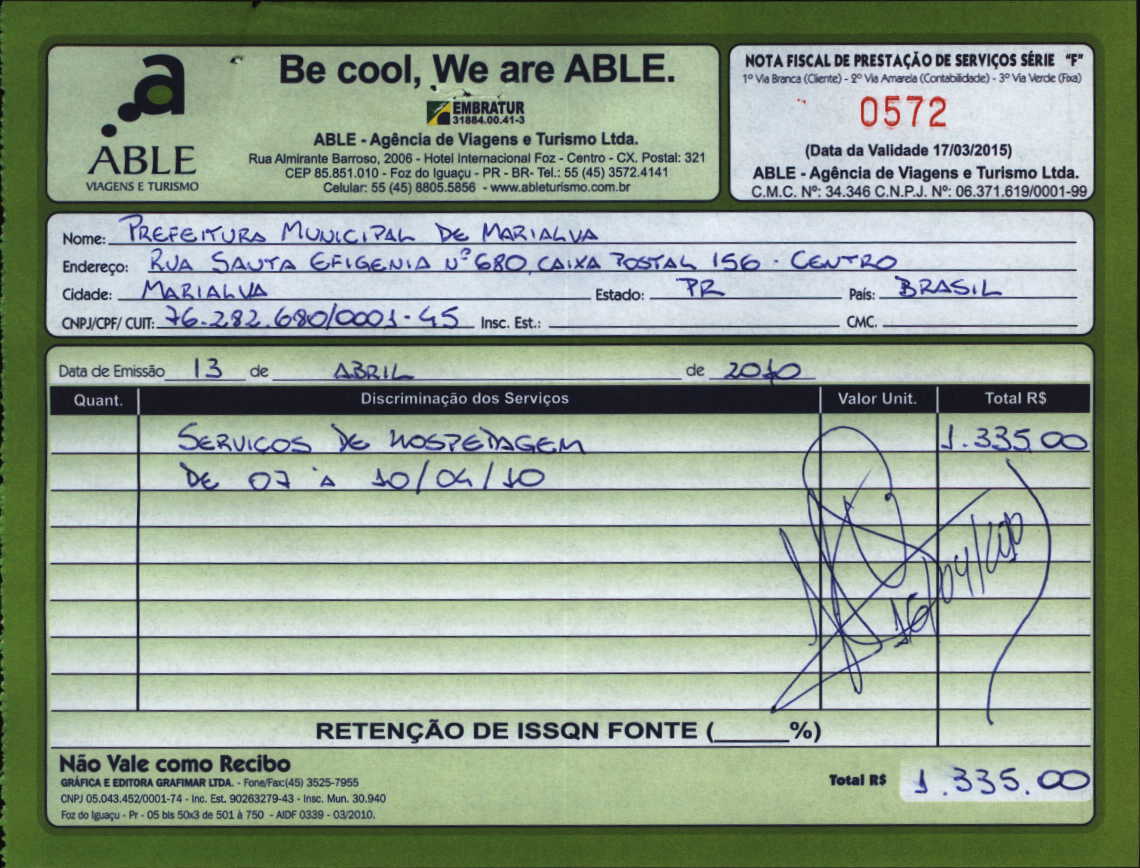 a
ABLE
VIAGENS E TURISMO
Be cool, We are ABLE.
EMBRATUR
31884.00.41-3
ABLE - Agência de Viagens e Turismo Ltda.
Rua Almirante Barroso, 2006 - Hotel Internacional Foz - Centro - CX. Postal: 321
CEP 85.851.010 - Foz do Iguaçu - PR - BR- Tel.: 55 (45) 3572.4141
Celular: 55 (45) 8805.5856 - www.ableturismo.com.br
NOTA FISCAL DE PRESTAÇÃO DE SERVIÇOS SÉRIE "F"
1º Via Branca (Cliente) - 2º Via Amarela (Contabilidade) - 3º Via Verde (Fixa)
0572
(Data da Validade 17/03/2015)
ABLE - Agência de Viagens e Turismo Ltda.
C.M.C. Nº: 34.346 C.N.P.J. Nº: 06.371.619/0001-99
Nome: PREFEITURA MUNICIPAL DE MARIALVA
Endereço: RUA SANTA EFIGENIA Nº 680, CAIXA POSTAL 156 - CENTRO
Cidade: MARIALVA Estado: PR País: BRASIL
CNPJ/CPF/ CUIT: 76.282.680/0001-45 Insc. Est.: CMC.
Data de Emissão 13 de ABRIL de 2010
Quant. Discriminação dos Serviços Valor Unit. Total R$
SERVIÇOS DE HOSPEDAGEM 1.335,00
DE 07 À 10/04/10
RETENÇÃO DE ISSQN FONTE (_____%)
Não Vale como Recibo
GRÁFICA E EDITORA GRAFIMAR LTDA. - Fone/Fax:(45) 3525-7955
CNPJ 05.043.452/0001-74 - Inc. Est. 90263279-43 - Insc. Mun. 30.940
Foz do Iguaçu - Pr - 05 bls 50x3 de 501 à 750 - AIDF 0339 - 03/2010.
Total R$ 1.335.00